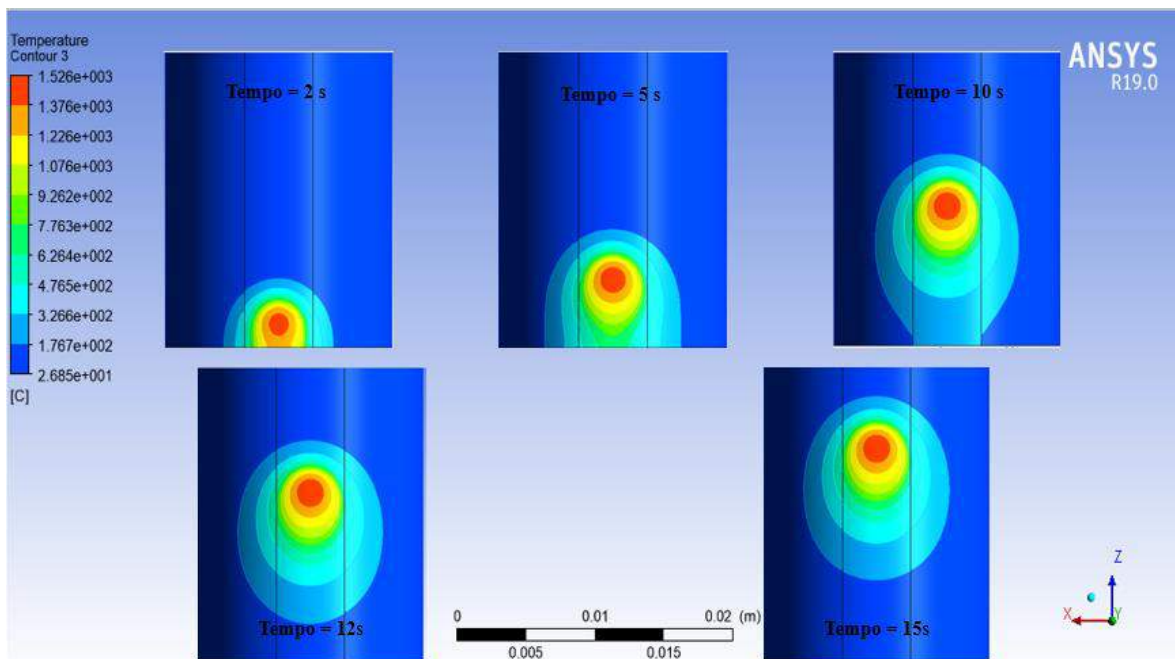 Temperature
Contour 3
1.526e+003
1.376e+003
1.226e+003
1.076e+003
9.262e+002
7.763e+002
6.264e+002
4.765e+002
3.266e+002
1.767e+002
2.685e+001
[C]
Tempo = 2 s
Tempo = 5 s
Tempo = 10 s
ANSYS
R19.0
Tempo = 12s
Tempo = 15s
0 0.01 0.02 (m)
0.005 0.015
Z
X
Y